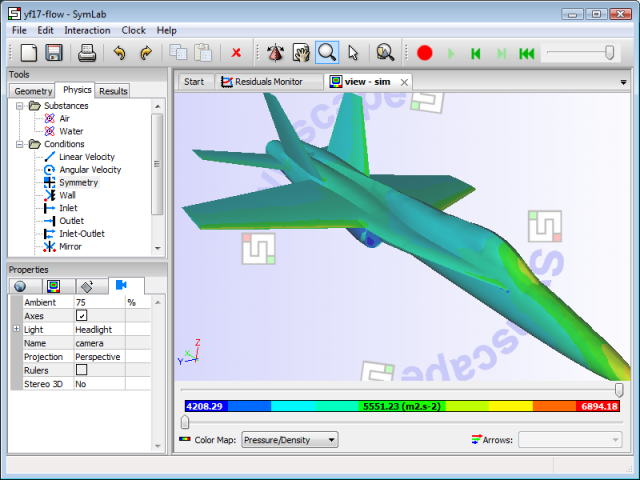 yf17-flow - SymLab
File Edit Interaction Clock Help
Tools
Geometry Physics Results
Substances
Air
Water
Conditions
Linear Velocity
Angular Velocity
Symmetry
Wall
Inlet
Outlet
Inlet-Outlet
Mirror
Properties
Ambient 75 %
Axes
Light Headlight
Name camera
Projection Perspective
Rulers
Stereo 3D No
Start Residuals Monitor view - sim
Z
X
Y
4208.29 5551.23 (m2.s-2) 6894.18
Color Map: Pressure/Density Arrows: